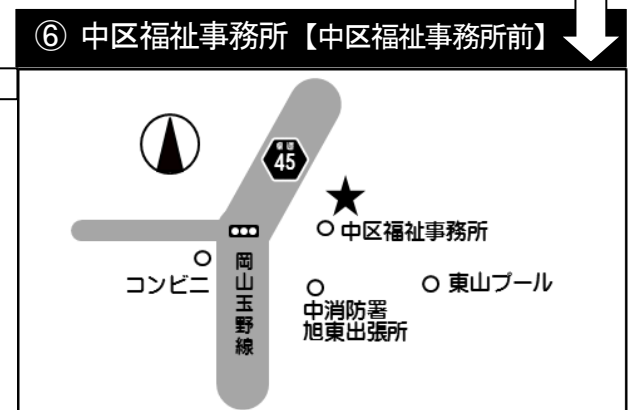 ⑥ 中区福祉事務所【中区福祉事務所前】
県道
45
中区福祉事務所
コンビニ
岡山玉野線
東山プール
中消防署
旭東出張所